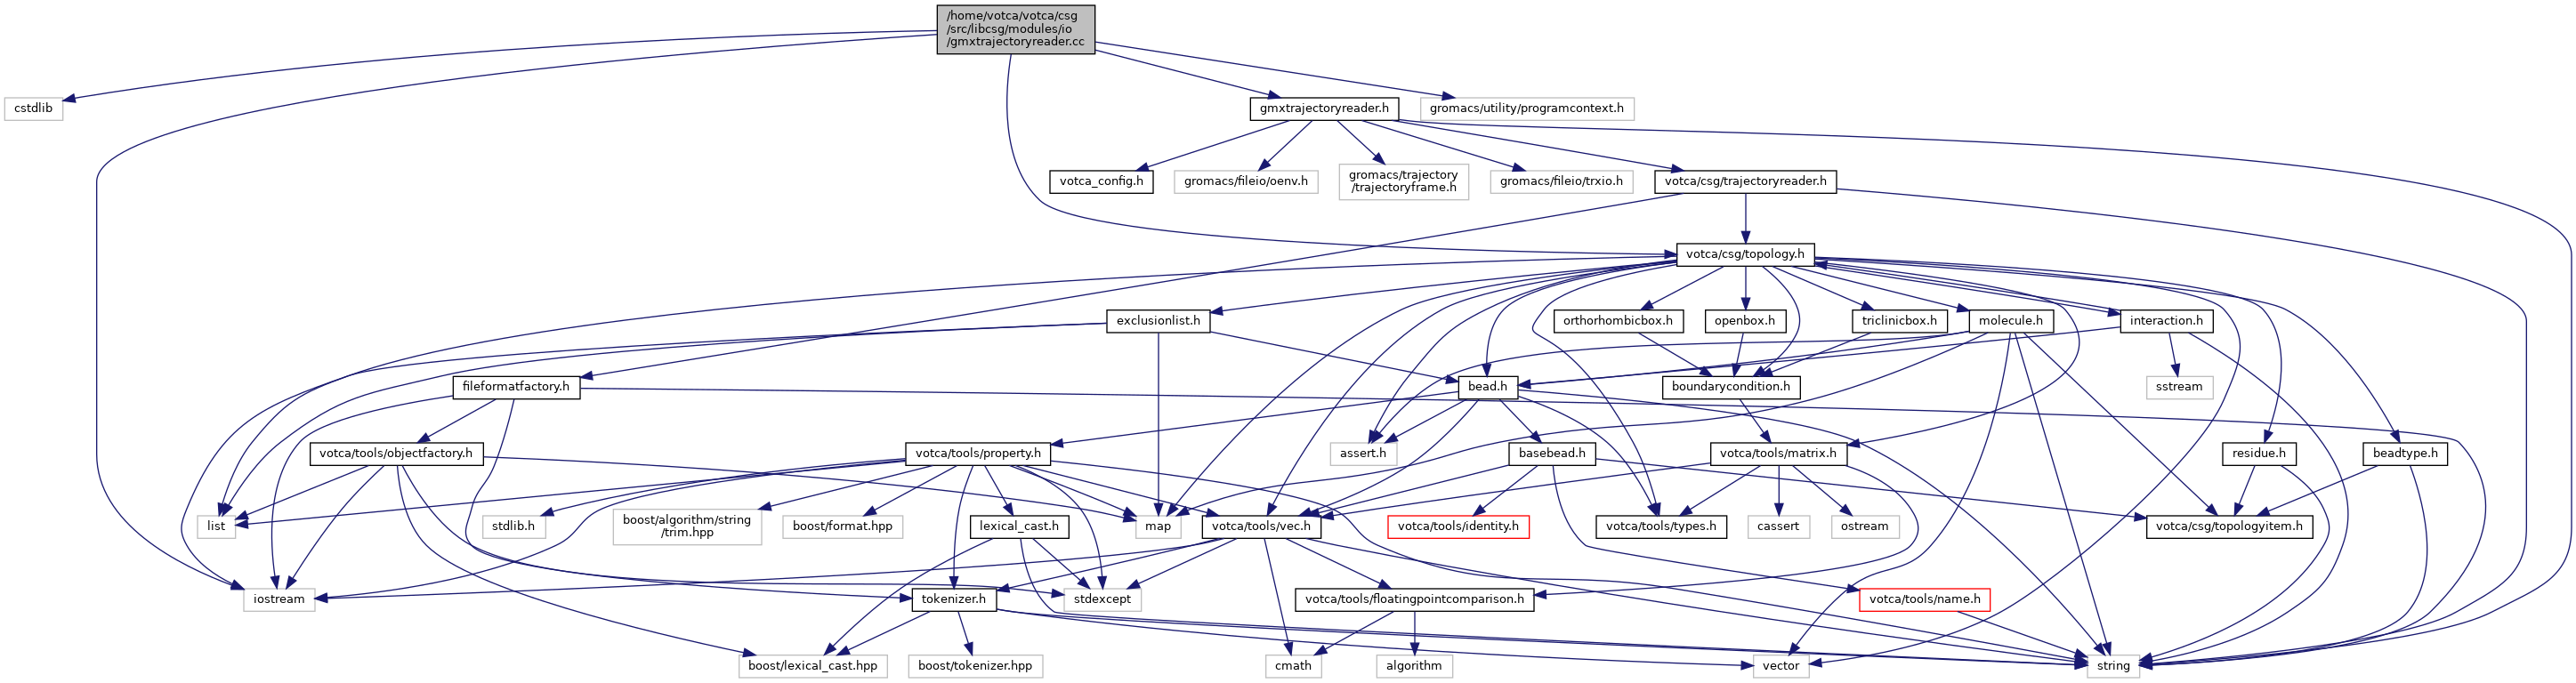 /home/votca/votca/csg
/src/libcsg/modules/io
/gmxtrajectoryreader.cc
cstdlib
gmxtrajectoryreader.h
gromacs/utility/programcontext.h
votca_config.h
gromacs/fileio/oenv.h
gromacs/trajectory
/trajectoryframe.h
gromacs/fileio/trxio.h
votca/csg/trajectoryreader.h
votca/csg/topology.h
exclusionlist.h
orthorhombicbox.h
openbox.h
triclinicbox.h
molecule.h
interaction.h
fileformatfactory.h
bead.h
boundarycondition.h
sstream
votca/tools/objectfactory.h
votca/tools/property.h
assert.h
basebead.h
votca/tools/matrix.h
residue.h
beadtype.h
list
stdlib.h
boost/algorithm/string
/trim.hpp
boost/format.hpp
lexical_cast.h
map
votca/tools/vec.h
votca/tools/identity.h
votca/tools/types.h
cassert
ostream
votca/csg/topologyitem.h
iostream
tokenizer.h
stdexcept
votca/tools/floatingpointcomparison.h
votca/tools/name.h
boost/lexical_cast.hpp
boost/tokenizer.hpp
cmath
algorithm
vector
string